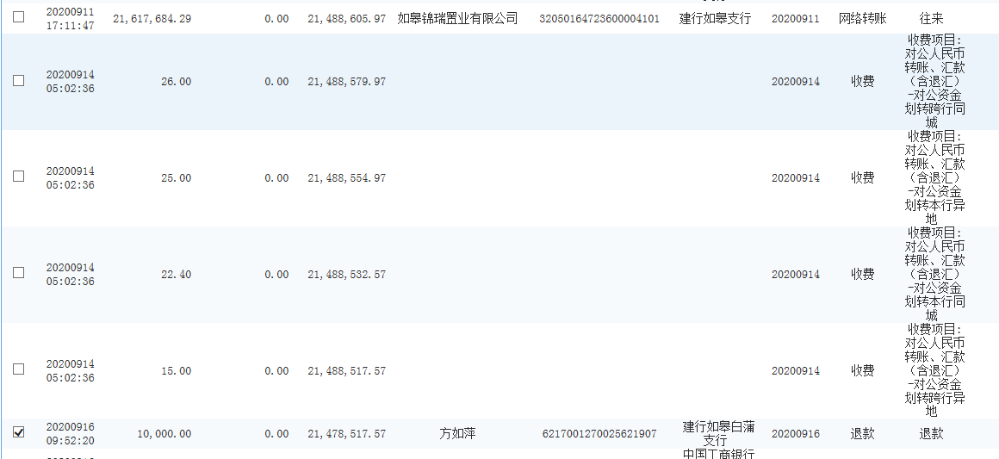 20200911
17:11:47
21,617,684.29 0.00 21,488,605.97 如皋锦瑞置业有限公司 32050164723600004101 建行如皋支行 20200911 网络转账 往来
20200914
05:02:36
26.00 0.00 21,488,579.97 20200914 收费
收费项目:
对公人民币
转账、汇款
（含退汇）
-对公资金
划转跨行同
城
20200914
05:02:36
25.00 0.00 21,488,554.97 20200914 收费
收费项目:
对公人民币
转账、汇款
（含退汇）
-对公资金
划转本行异
地
20200914
05:02:36
22.40 0.00 21,488,532.57 20200914 收费
收费项目:
对公人民币
转账、汇款
（含退汇）
-对公资金
划转本行同
城
20200914
05:02:36
15.00 0.00 21,488,517.57 20200914 收费
收费项目:
对公人民币
转账、汇款
（含退汇）
-对公资金
划转跨行异
地
20200916
09:52:20
10,000.00 0.00 21,478,517.57 方如萍 6217001270025621907
建行如皋白蒲
支行
20200916 退款 退款
中国工商银行